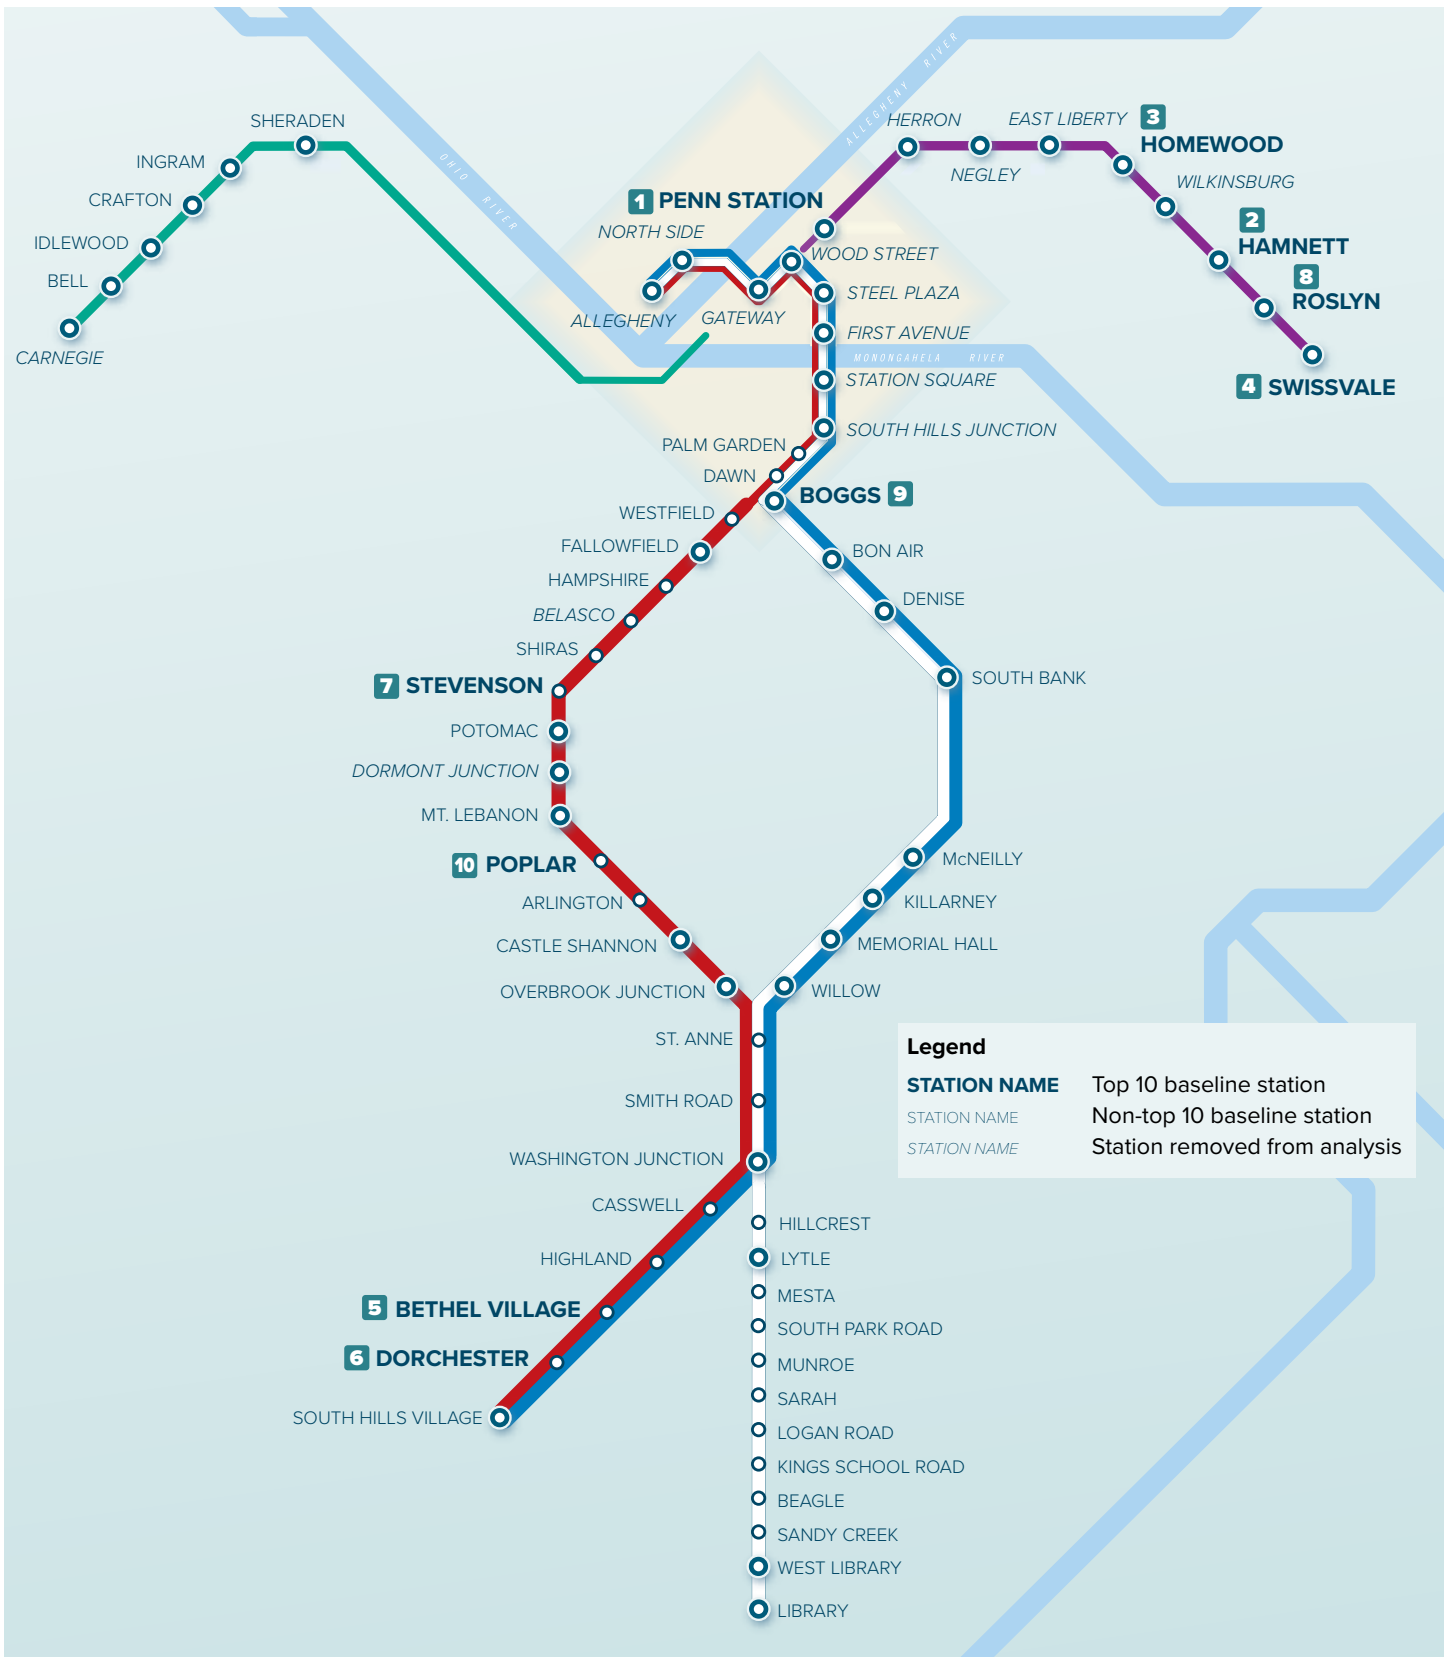 SHERADEN
INGRAM
CRAFTON
IDLEWOOD
BELL
CARNEGIE
OHIO RIVER
ALLEGHENY RIVER
MONONGAHELA RIVER
HERRON
EAST LIBERTY
3
HOMEWOOD
NEGLEY
WILKINSBURG
2
HAMNETT
8
ROSLYN
4 SWISSVALE
1 PENN STATION
NORTH SIDE
WOOD STREET
ALLEGHENY
GATEWAY
STEEL PLAZA
FIRST AVENUE
STATION SQUARE
SOUTH HILLS JUNCTION
PALM GARDEN
DAWN
BOGGS 9
WESTFIELD
FALLOWFIELD
HAMPSHIRE
BELASCO
SHIRAS
7 STEVENSON
POTOMAC
DORMONT JUNCTION
MT. LEBANON
10 POPLAR
ARLINGTON
CASTLE SHANNON
OVERBROOK JUNCTION
BON AIR
DENISE
SOUTH BANK
McNEILLY
KILLARNEY
MEMORIAL HALL
WILLOW
ST. ANNE
SMITH ROAD
WASHINGTON JUNCTION
CASSWELL
HIGHLAND
5 BETHEL VILLAGE
6 DORCHESTER
SOUTH HILLS VILLAGE
HILLCREST
LYTLE
MESTA
SOUTH PARK ROAD
MUNROE
SARAH
LOGAN ROAD
KINGS SCHOOL ROAD
BEAGLE
SANDY CREEK
WEST LIBRARY
LIBRARY
Legend
STATION NAME Top 10 baseline station
STATION NAME Non-top 10 baseline station
STATION NAME Station removed from analysis